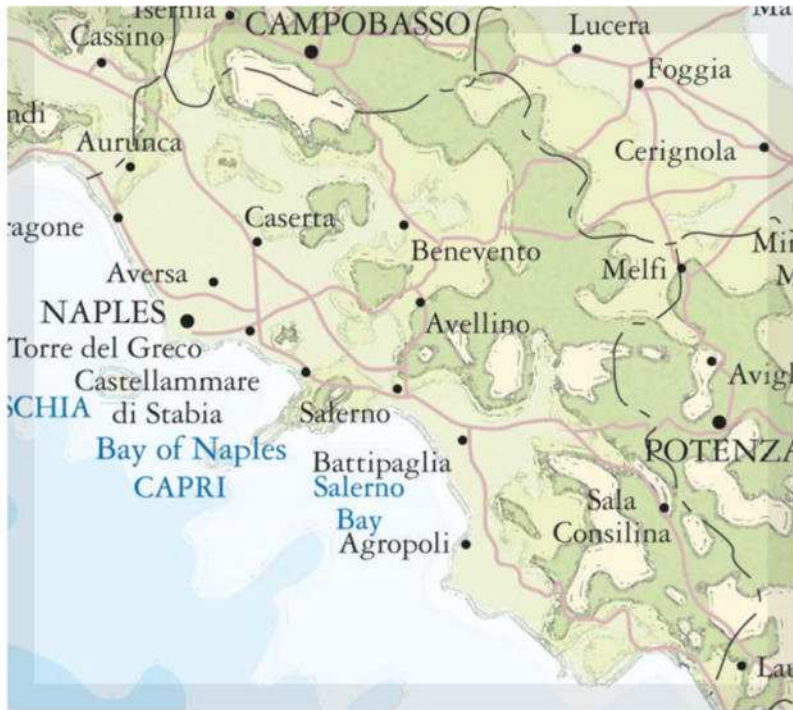 Isernia
CAMPOBASSO
Lucera
Cassino
Foggia
Aurunca
Cerignola
Caserta
Benevento
Melfi
Aversa
NAPLES
Avellino
Torre del Greco
Castellammare
di Stabia
Salerno
Bay of Naples
CAPRI
Battipaglia
POTENZA
Salerno
Bay
Sala
Consilina
Agropoli